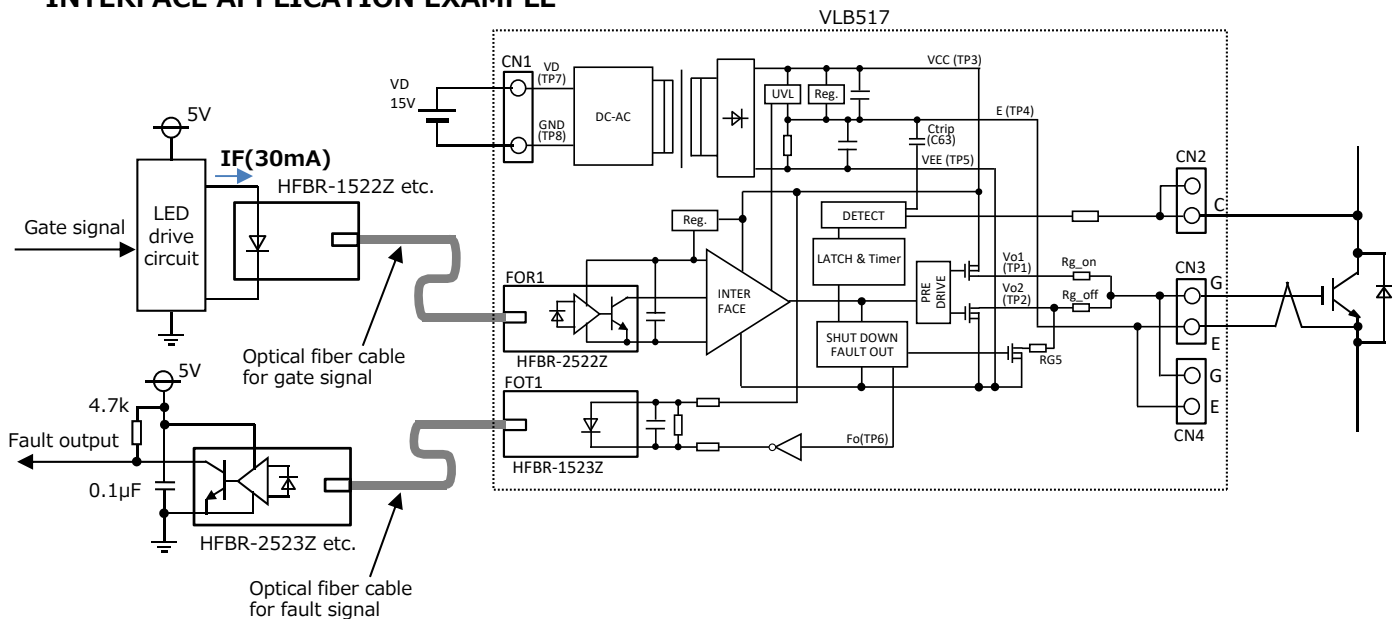 INTERFACE APPLICATION EXAMPLE
VLB517
5V
IF(30mA)
HFBR-1522Z etc.
Gate signal
LED
drive
circuit
Optical fiber cable
for gate signal
VD
15V
CN1
VD
(TP7)
GND
(TP8)
DC-AC
UVL
Reg.
VCC (TP3)
E (TP4)
Ctrip
(C63)
VEE (TP5)
CN2
C
DETECT
LATCH & Timer
Reg.
FOR1
HFBR-2522Z
INTER
FACE
PRE
DRIVE
Vo1
(TP1)
Vo2
(TP2)
Rg_on
Rg_off
CN3
G
E
SHUT DOWN
FAULT OUT
RG5
G
E
CN4
FOT1
HFBR-1523Z
Fo(TP6)
5V
4.7k
Fault output
0.1µF
HFBR-2523Z etc.
Optical fiber cable
for fault signal